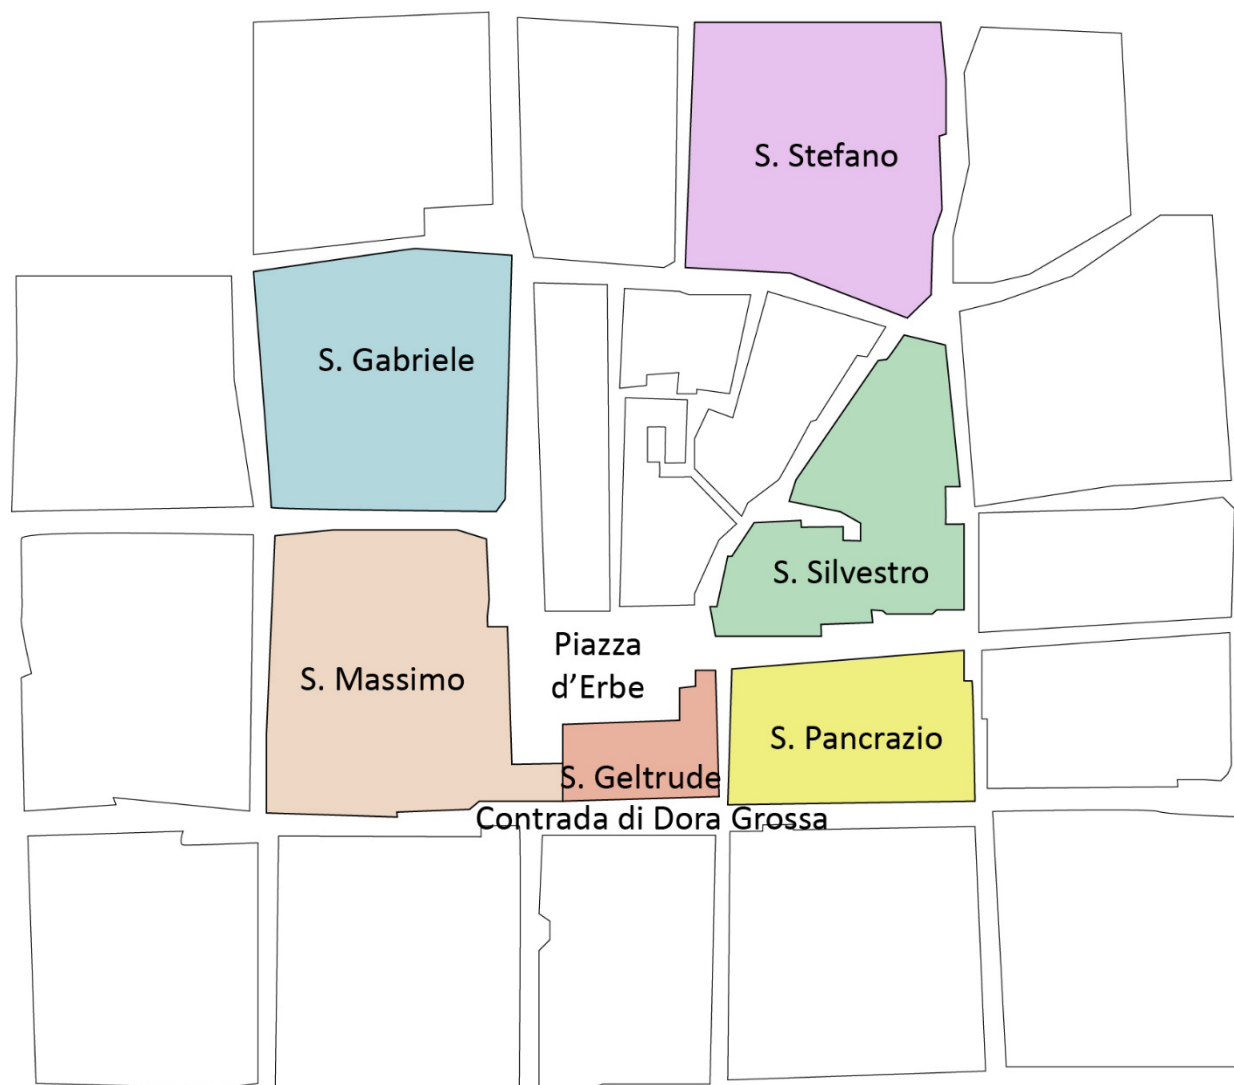 S. Stefano
S. Gabriele
S. Silvestro
Piazza
d’Erbe
S. Massimo
S. Pancrazio
S. Geltrude
Contrada di Dora Grossa